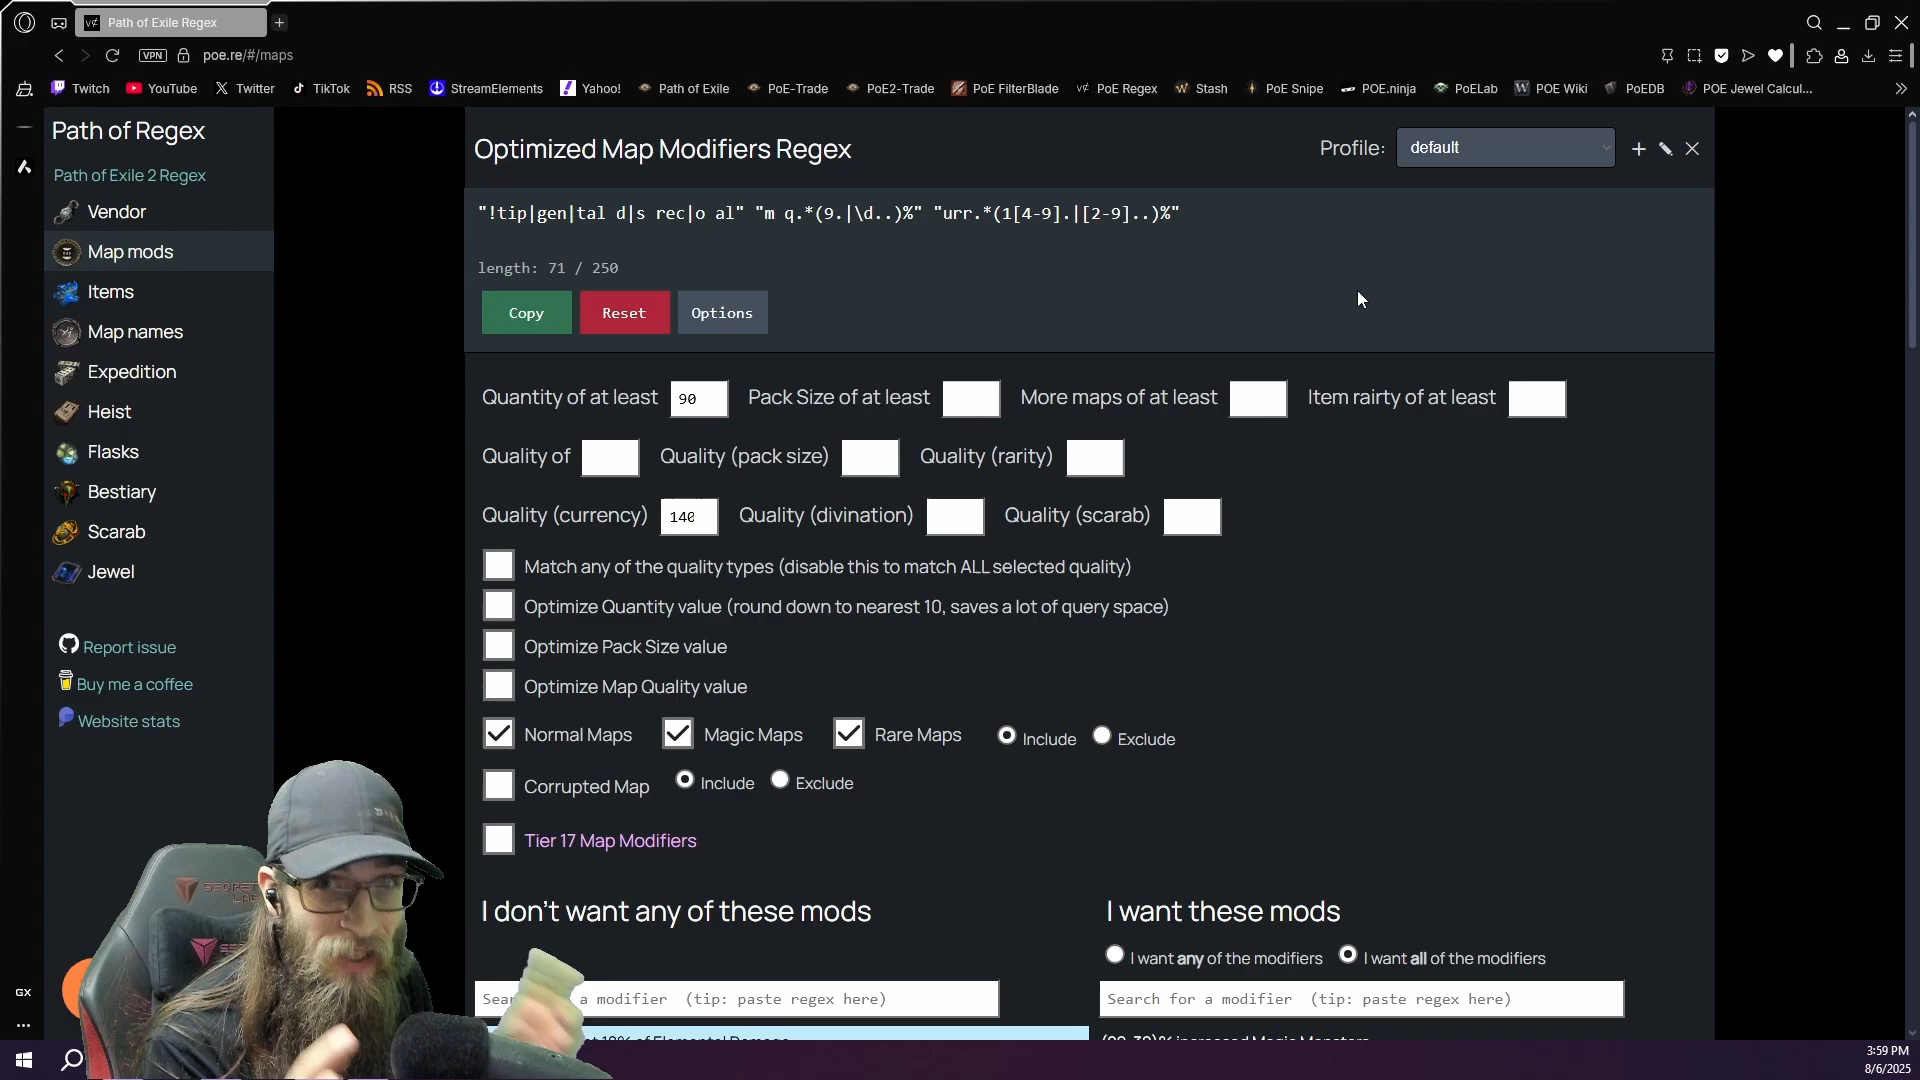 Path of Exile Regex
VPN
poe.re/#/maps
Twitch
YouTube
Twitter
TikTok
RSS
StreamElements
Yahoo!
Path of Exile
PoE-Trade
PoE2-Trade
PoE FilterBlade
PoE Regex
Stash
PoE Snipe
POE.ninja
PoELab
POE Wiki
PoEDB
POE Jewel Calcul...
Path of Regex
Path of Exile 2 Regex
Vendor
Map mods
Items
Map names
Expedition
Heist
Flasks
Bestiary
Scarab
Jewel
Report issue
Buy me a coffee
Website stats
GX
Optimized Map Modifiers Regex
Profile: default
"!tip|gen|tal d|s rec|o al" "m q.*(9.|\d..)%" "urr.*(1[4-9].|[2-9]..)%"
length: 71 / 250
Copy Reset Options
Quantity of at least 90 Pack Size of at least More maps of at least Item rairty of at least
Quality of Quality (pack size) Quality (rarity)
Quality (currency) 140 Quality (divination) Quality (scarab)
Match any of the quality types (disable this to match ALL selected quality)
Optimize Quantity value (round down to nearest 10, saves a lot of query space)
Optimize Pack Size value
Optimize Map Quality value
Normal Maps Magic Maps Rare Maps Include Exclude
Corrupted Map Include Exclude
Tier 17 Map Modifiers
I don't want any of these mods
I want these mods
I want any of the modifiers I want all of the modifiers
a modifier (tip: paste regex here)
Search for a modifier (tip: paste regex here)
3:59 PM
8/6/2025